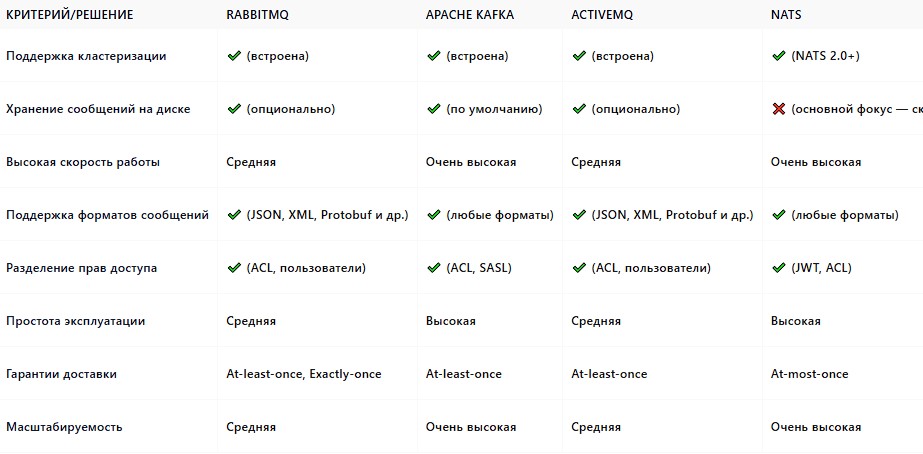 КРИТЕРИЙ/РЕШЕНИЕ RABBITMQ APACHE KAFKA ACTIVEMQ NATS
Поддержка кластеризации ✔ (встроена) ✔ (встроена) ✔ (встроена) ✔ (NATS 2.0+)
Хранение сообщений на диске ✔ (опционально) ✔ (по умолчанию) ✔ (опционально) ✖ (основной фокус —
Высокая скорость работы Средняя Очень высокая Средняя Очень высокая
Поддержка форматов сообщений ✔ (JSON, XML, Protobuf и др.) ✔ (любые форматы) ✔ (JSON, XML, Protobuf и др.) ✔ (любые форматы)
Разделение прав доступа ✔ (ACL, пользователи) ✔ (ACL, SASL) ✔ (ACL, пользователи) ✔ (JWT, ACL)
Простота эксплуатации Средняя Высокая Средняя Высокая
Гарантии доставки At-least-once, Exactly-once At-least-once At-least-once At-most-once
Масштабируемость Средняя Очень высокая Средняя Очень высокая